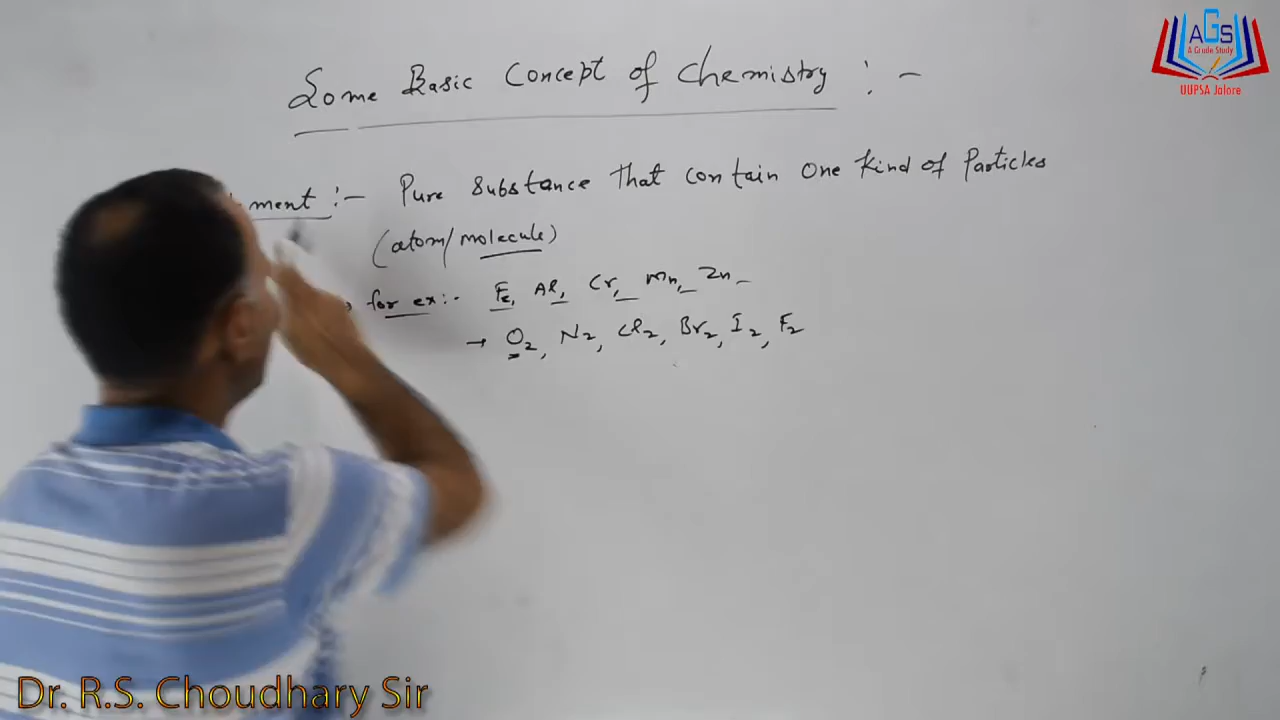 Some Basic Concept of Chemistry :-
AGS
A Grade Study
UUPSA Jalore
ment :- Pure Substance that contain One kind of Particles
(atom/molecule)
for ex:- Fe, Al, Cr, Mn, Zn
→ O2, N2, Cl2, Br2, I2, F2
Dr. R.S. Choudhary Sir